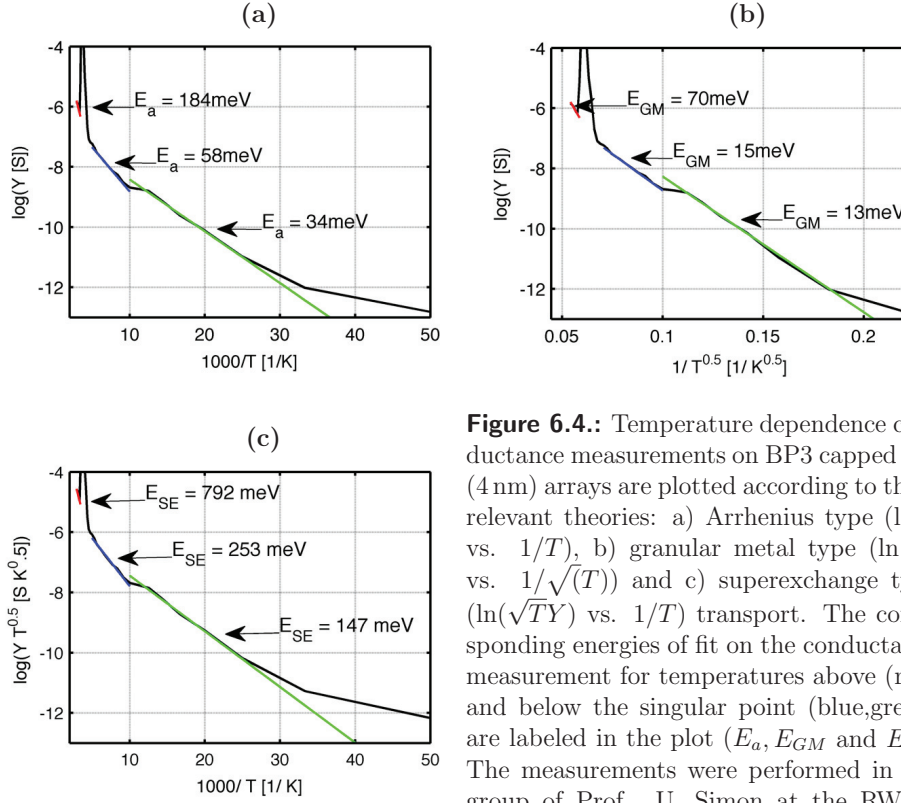 (a)
-4
-6
-8
-10
-12
log(Y [S])
E_a = 184meV
E_a = 58meV
E_a = 34meV
10 20 30 40 50
1000/T [1/K]
(b)
-4
-6
-8
-10
-12
log(Y [S])
E_GM = 70meV
E_GM = 15meV
E_GM = 13meV
0.05 0.1 0.15 0.2
1/ T^0.5 [1/ K^0.5]
(c)
-4
-6
-8
-10
-12
log(Y T^0.5 [S K^0.5])
E_SE = 792 meV
E_SE = 253 meV
E_SE = 147 meV
10 20 30 40 50
1000/ T [1/ K]
Figure 6.4.: Temperature dependence
ductance measurements on BP3 capped
(4 nm) arrays are plotted according to
relevant theories: a) Arrhenius type
vs. 1/T), b) granular metal type (ln
vs. 1/√(T)) and c) superexchange
(ln(√TY) vs. 1/T) transport. The
sponding energies of fit on the
measurement for temperatures above
and below the singular point
are labeled in the plot (E_a, E_GM and
The measurements were performed in
group of Prof. U. Simon at the